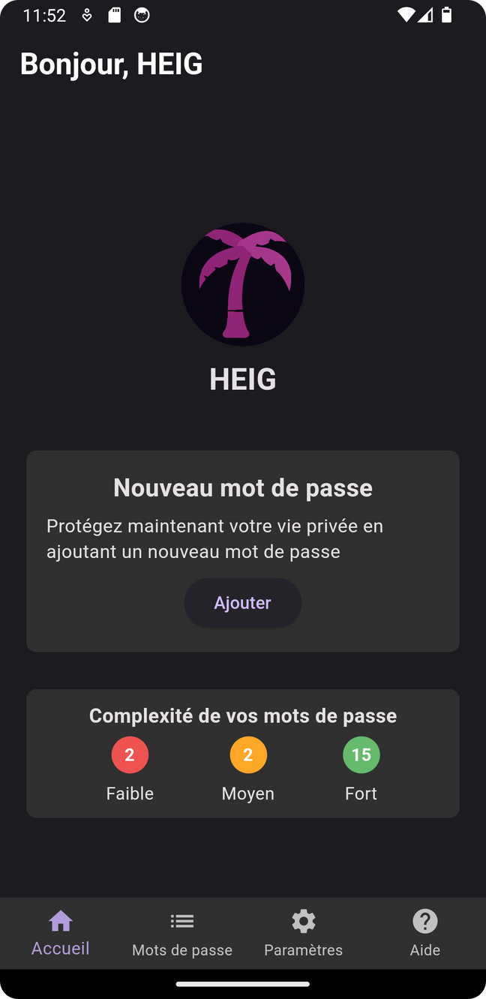 11:52
Bonjour, HEIG
HEIG
Nouveau mot de passe
Protégez maintenant votre vie privée en
ajoutant un nouveau mot de passe
Ajouter
Complexité de vos mots de passe
2 2 15
Faible Moyen Fort
Accueil Mots de passe Paramètres Aide